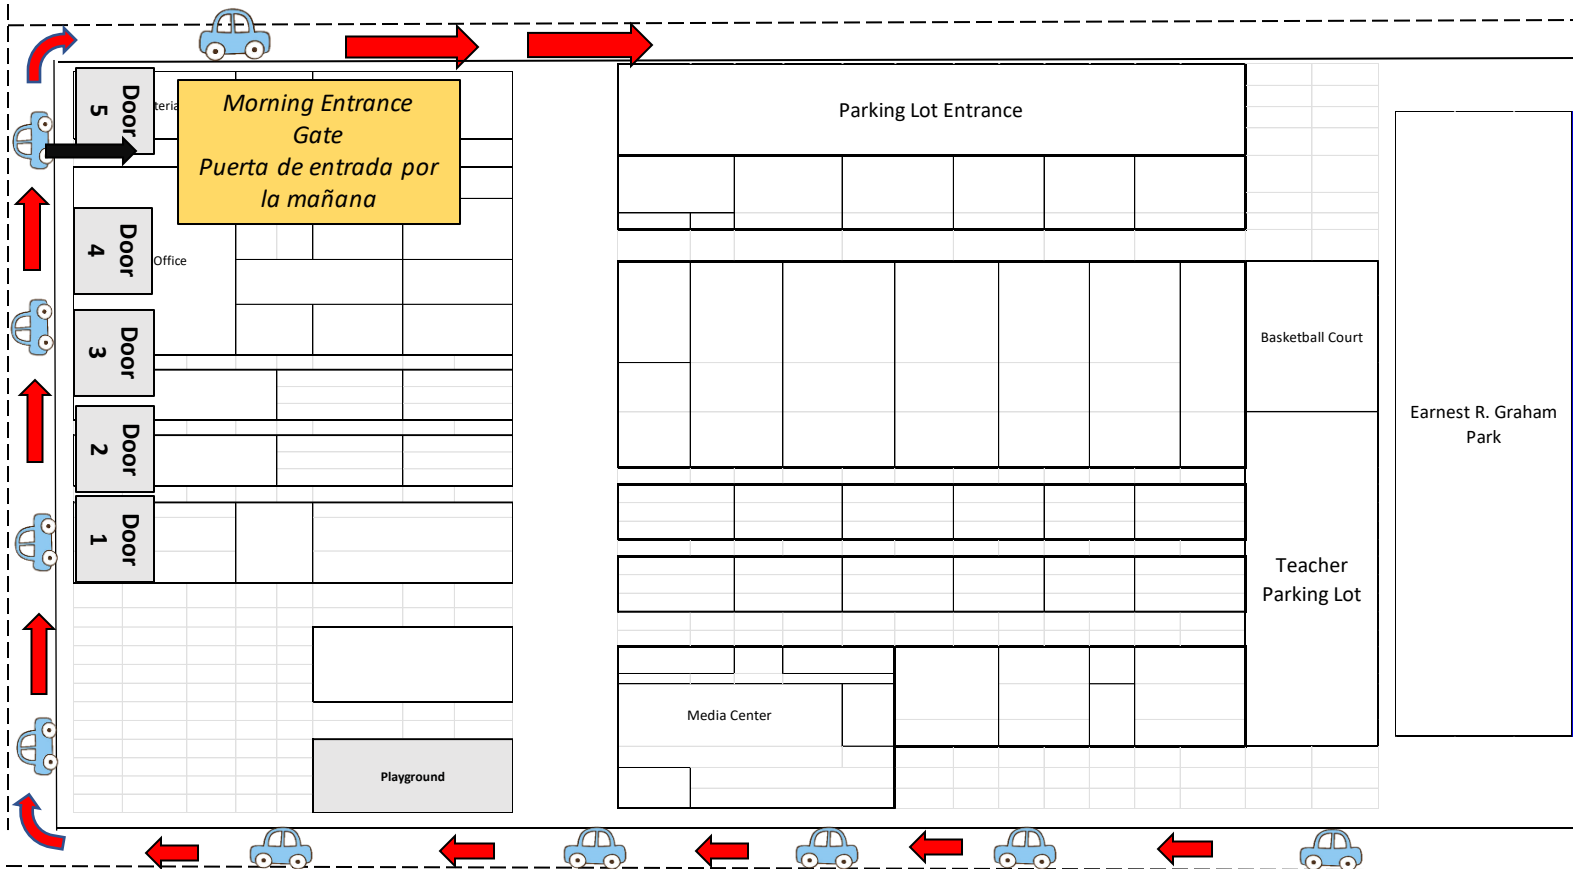 Door
5
teria
Morning Entrance
Gate
Puerta de entrada por
la mañana
Parking Lot Entrance
Door
4
Office
Door
3
Basketball Court
Earnest R. Graham
Park
Door
2
Door
1
Teacher
Parking Lot
Media Center
Playground